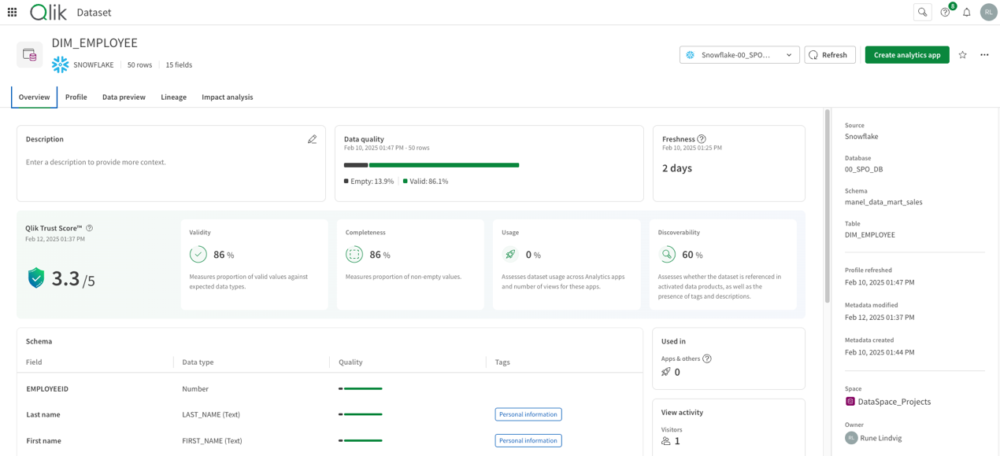 Qlik Dataset
8
RL
DIM_EMPLOYEE
SNOWFLAKE 50 rows 15 fields
Snowflake-00_SPO...
Refresh
Create analytics app
Overview Profile Data preview Lineage Impact analysis
Description
Enter a description to provide more context.
Data quality
Feb 10, 2025 01:47 PM - 50 rows
Empty: 13.9% Valid: 86.1%
Freshness
Feb 10, 2025 01:25 PM
2 days
Qlik Trust Score™
Feb 12, 2025 01:37 PM
3.3 /5
Validity
86 %
Measures proportion of valid values against
expected data types.
Completeness
86 %
Measures proportion of non-empty values.
Usage
0 %
Assesses dataset usage across Analytics apps
and number of views for these apps.
Discoverability
60 %
Assesses whether the dataset is referenced in
activated data products, as well as the
presence of tags and descriptions.
Schema
Field Data type Quality Tags
EMPLOYEEID Number
Last name LAST_NAME (Text) Personal information
First name FIRST_NAME (Text) Personal information
Used in
Apps & others
0
View activity
Visitors
1
Source
Snowflake
Database
00_SPO_DB
Schema
manel_data_mart_sales
Table
DIM_EMPLOYEE
Profile refreshed
Feb 10, 2025 01:47 PM
Metadata modified
Feb 12, 2025 01:37 PM
Metadata created
Feb 10, 2025 01:44 PM
Space
DataSpace_Projects
Owner
RL Rune Lindvig